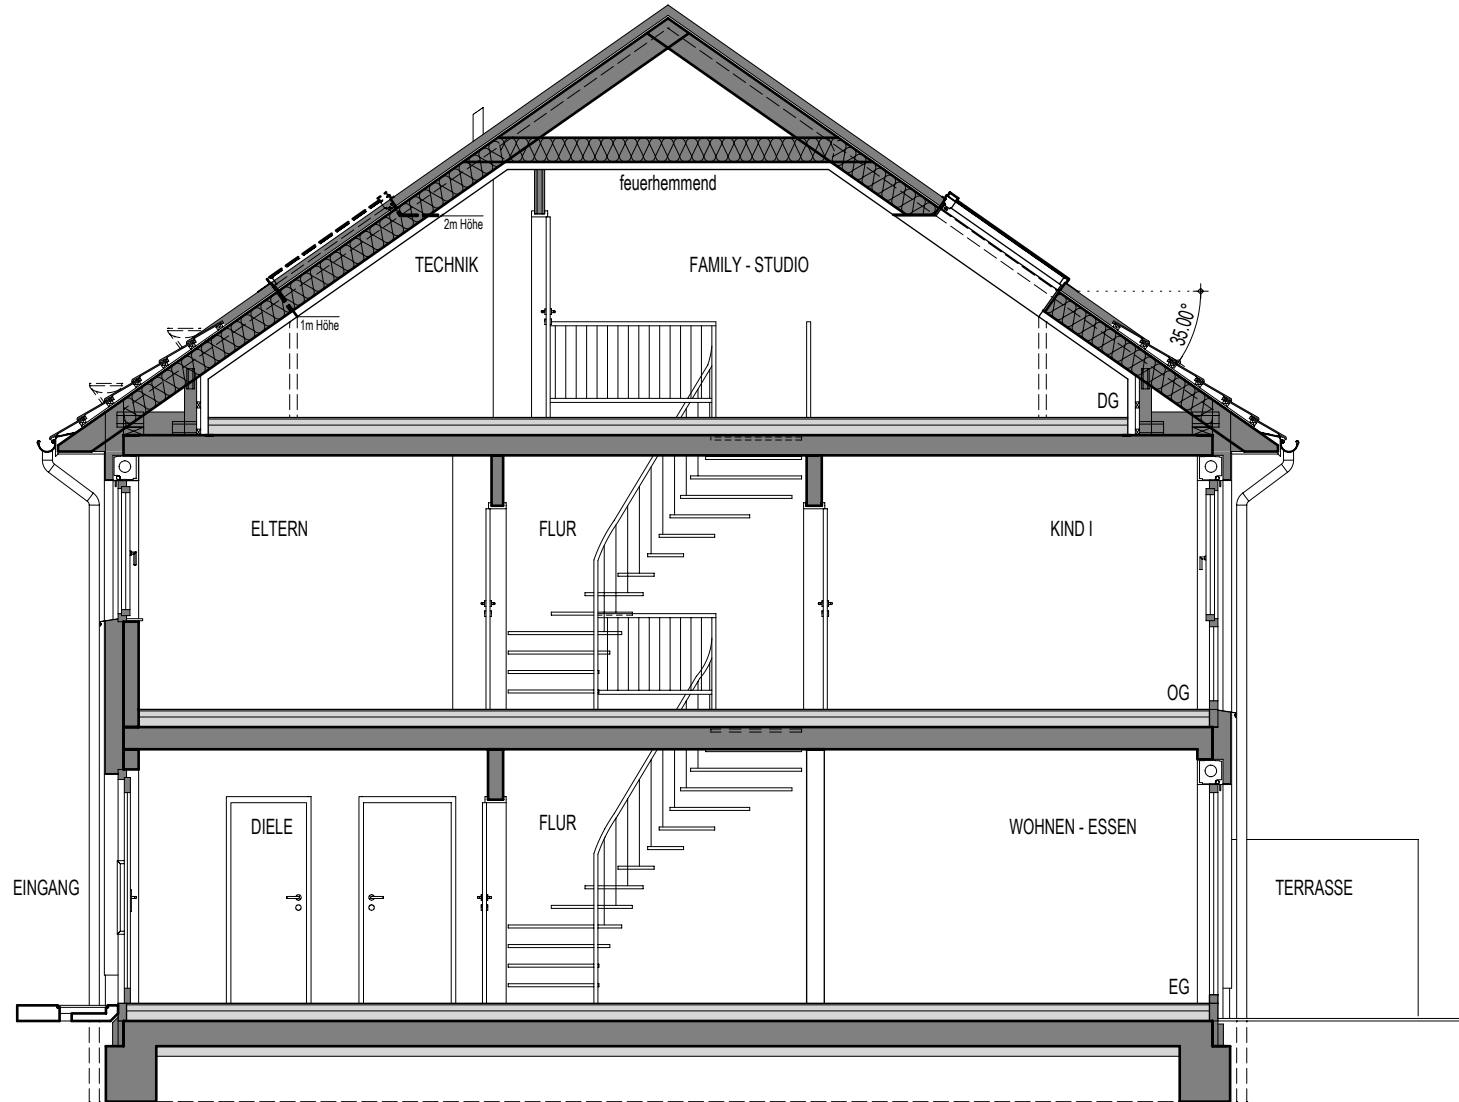 feuerhemmend
2m Höhe
TECHNIK
FAMILY - STUDIO
35.00°
1m Höhe
DG
ELTERN
FLUR
KIND I
OG
DIELE
FLUR
WOHNEN - ESSEN
EINGANG
TERRASSE
EG